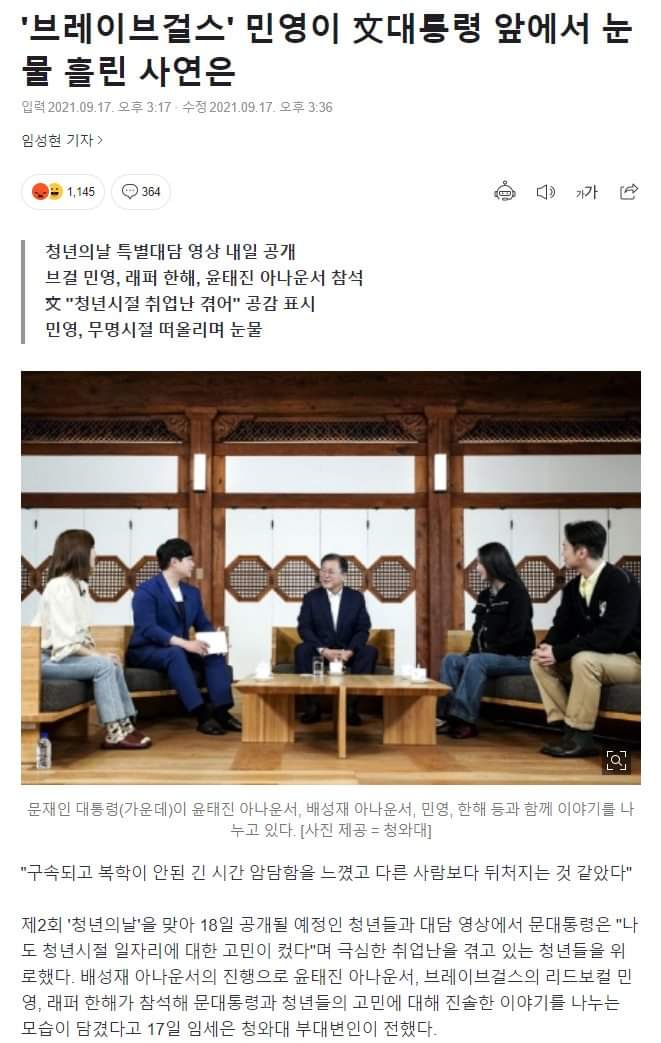 '브레이브걸스' 민영이 文대통령 앞에서 눈
물 흘린 사연은
입력 2021.09.17. 오후 3:17 · 수정 2021.09.17. 오후 3:36
임성현 기자>
1,145
364
가가
청년의날 특별대담 영상 내일 공개
브걸 민영, 래퍼 한해, 윤태진 아나운서 참석
文 "청년시절 취업난 겪어" 공감 표시
민영, 무명시절 떠올리며 눈물
문재인 대통령(가운데)이 윤태진 아나운서, 배성재 아나운서, 민영, 한해 등과 함께 이야기를 나
누고 있다. [사진 제공 = 청와대]
"구속되고 복학이 안된 긴 시간 암담함을 느꼈고 다른 사람보다 뒤처지는 것 같았다"
제2회 '청년의날'을 맞아 18일 공개될 예정인 청년들과 대담 영상에서 문대통령은 "나
도 청년시절 일자리에 대한 고민이 컸다"며 극심한 취업난을 겪고 있는 청년들을 위
로했다. 배성재 아나운서의 진행으로 윤태진 아나운서, 브레이브걸스의 리드보컬 민
영, 래퍼 한해가 참석해 문대통령과 청년들의 고민에 대해 진솔한 이야기를 나누는
모습이 담겼다고 17일 임세은 청와대 부대변인이 전했다.